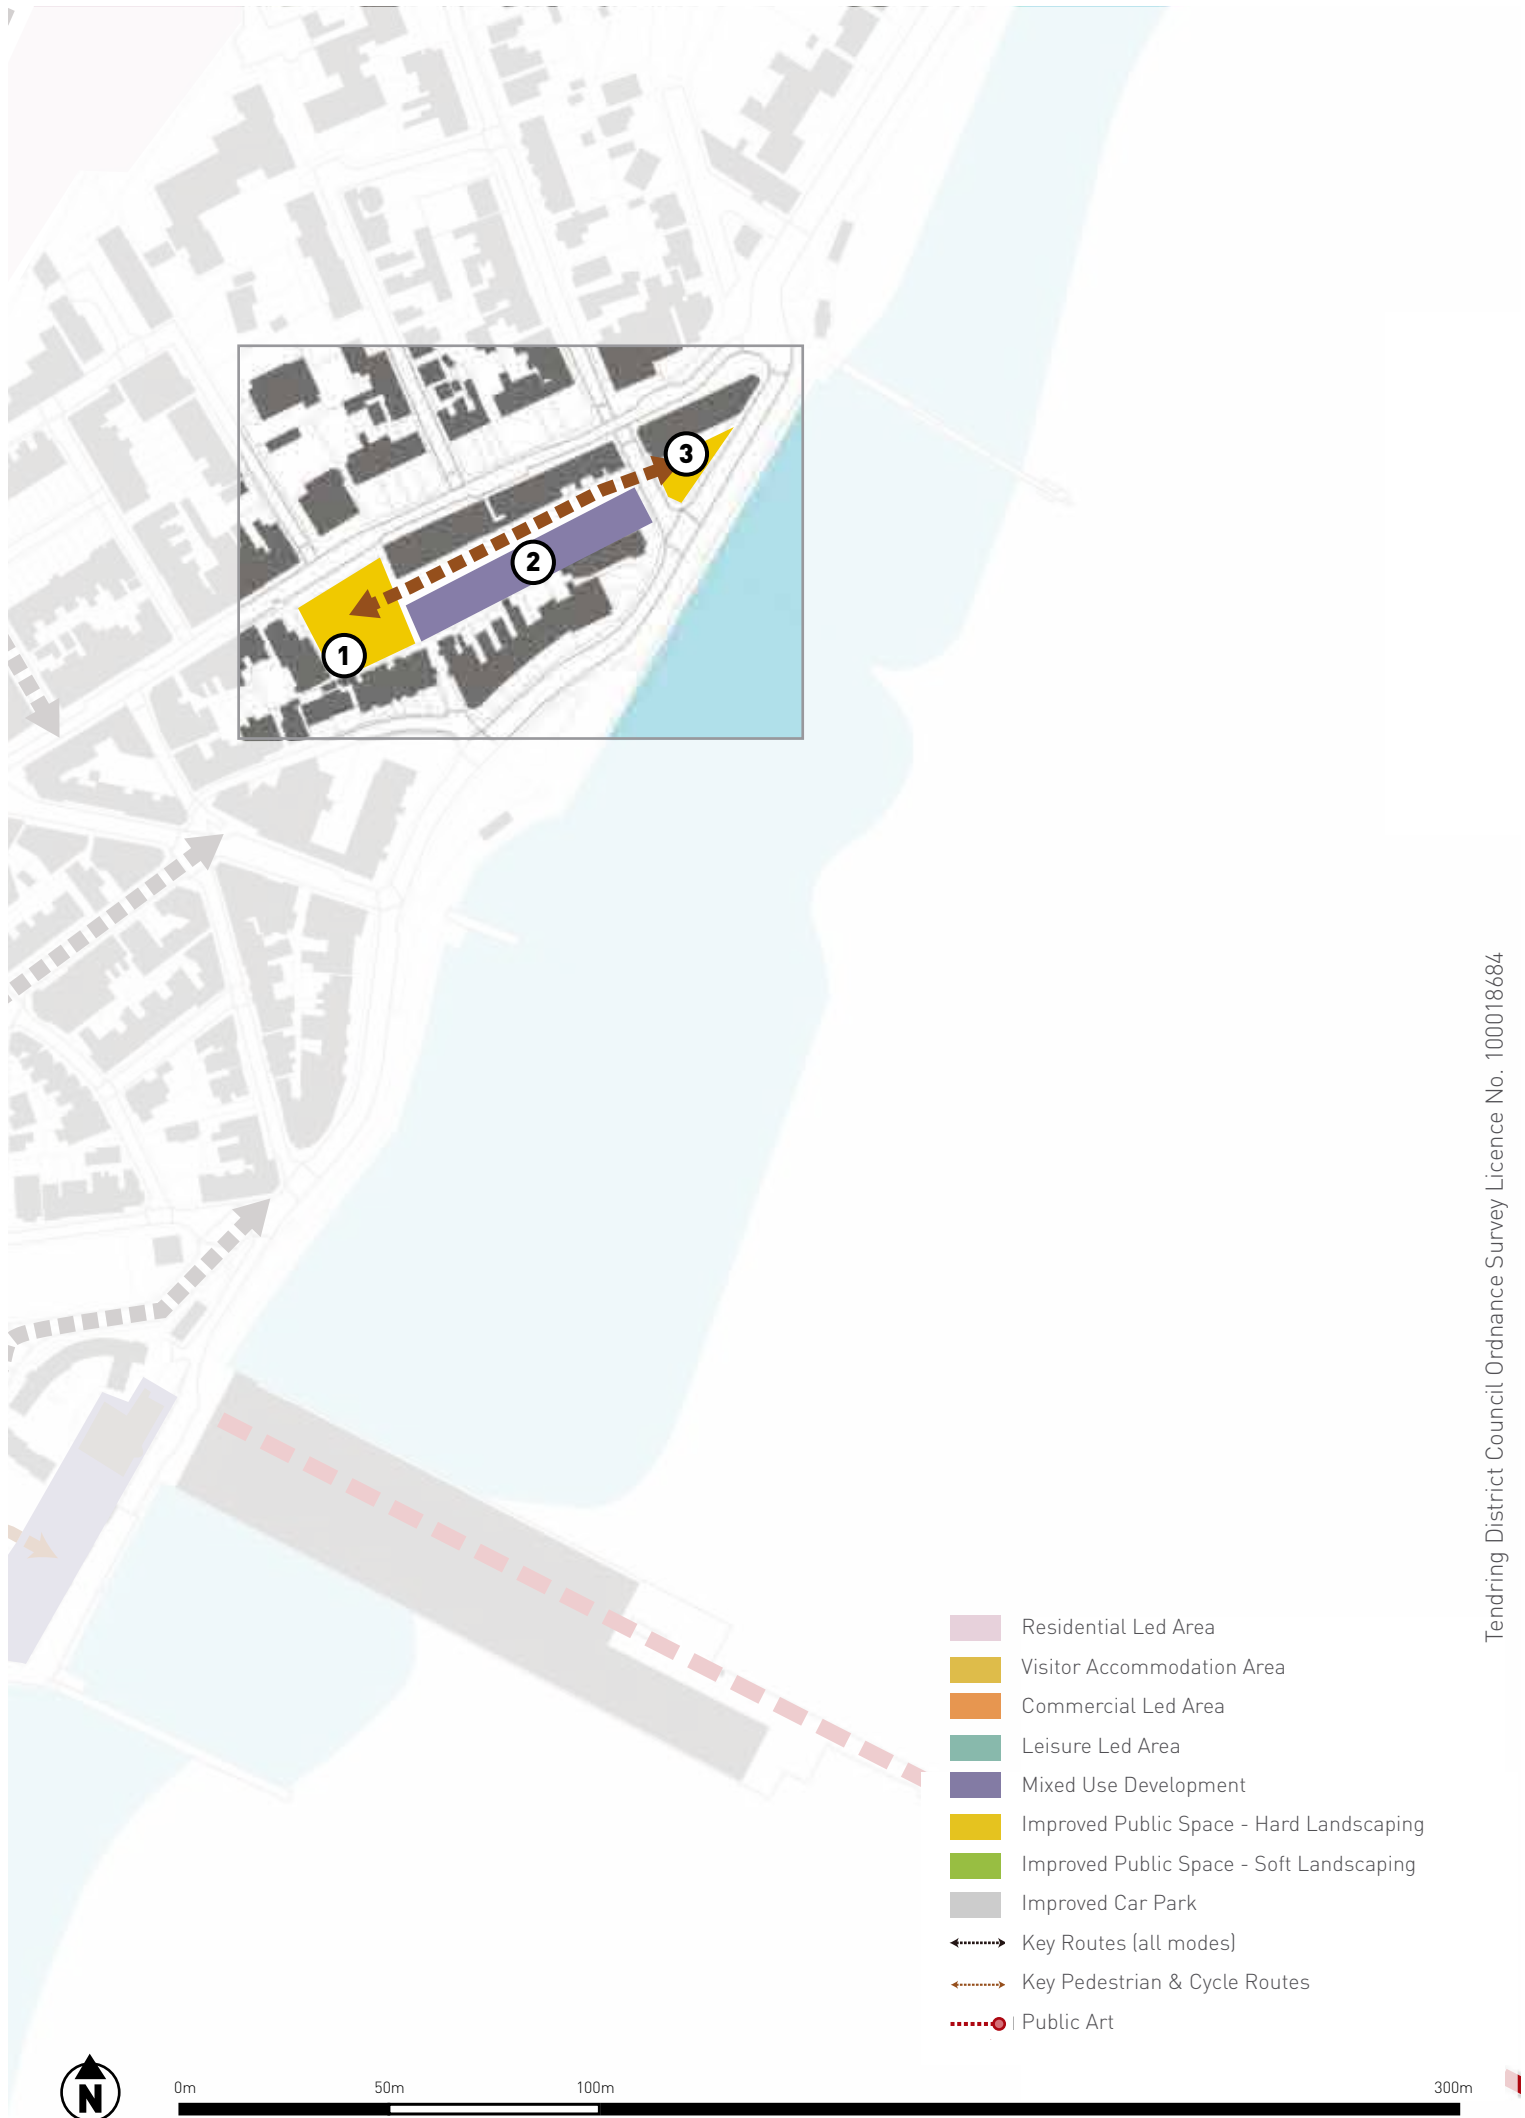 3
2
1
Tendring District Council Ordnance Survey Licence No. 100018684
Residential Led Area
Visitor Accommodation Area
Commercial Led Area
Leisure Led Area
Mixed Use Development
Improved Public Space - Hard Landscaping
Improved Public Space - Soft Landscaping
Improved Car Park
Key Routes (all modes)
Key Pedestrian & Cycle Routes
Public Art
N
0m 50m 100m 300m